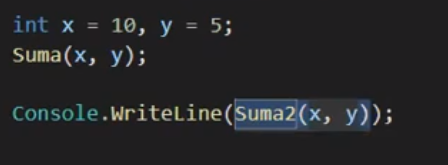 int x = 10, y = 5;
Suma(x, y);
Console.WriteLine(Suma2(x, y));